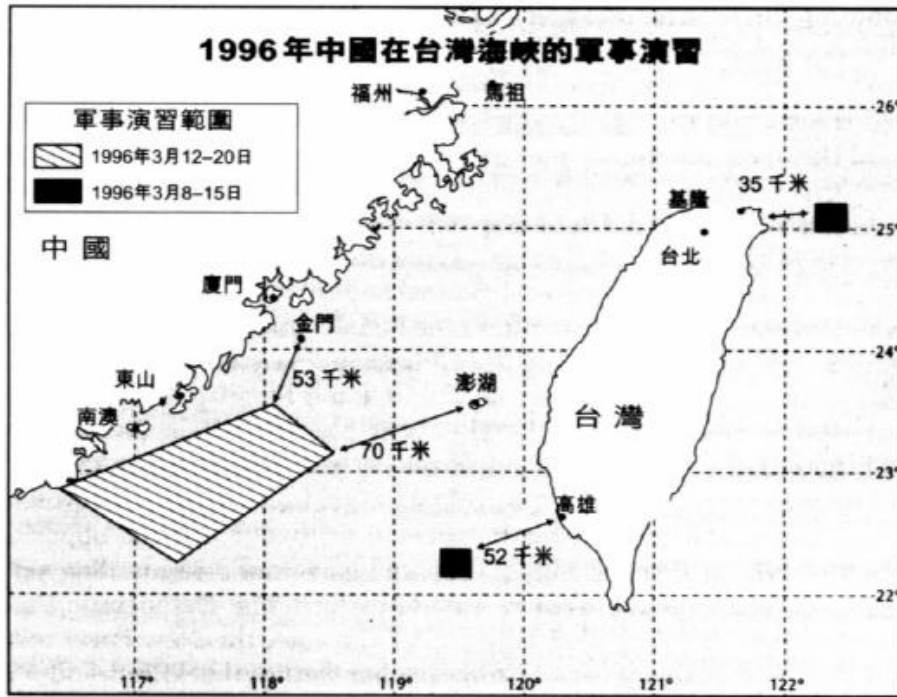 1996年中國在台灣海峽的軍事演習
福州
馬祖
26°
軍事演習範圍
1996年3月12–20日
1996年3月8–15日
35 千米
基隆
25°
中國
台北
廈門
金門
24°
53 千米
東山
澎湖
南澳
台灣
70 千米
23°
高雄
52 千米
22°
117°
118°
119°
120°
121°
122°